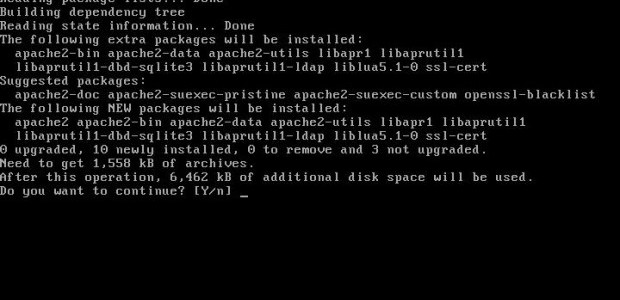 Reading package lists... Done
Building dependency tree
Reading state information... Done
The following extra packages will be installed:
apache2-bin apache2-data apache2-utils libapr1 libaprutil1
libaprutil1-dbd-sqlite3 libaprutil1-ldap liblua5.1-0 ssl-cert
Suggested packages:
apache2-doc apache2-suexec-pristine apache2-suexec-custom openssl-blacklist
The following NEW packages will be installed:
apache2 apache2-bin apache2-data apache2-utils libapr1 libaprutil1
libaprutil1-dbd-sqlite3 libaprutil1-ldap liblua5.1-0 ssl-cert
0 upgraded, 10 newly installed, 0 to remove and 3 not upgraded.
Need to get 1,558 kB of archives.
After this operation, 6,462 kB of additional disk space will be used.
Do you want to continue? [Y/n] _